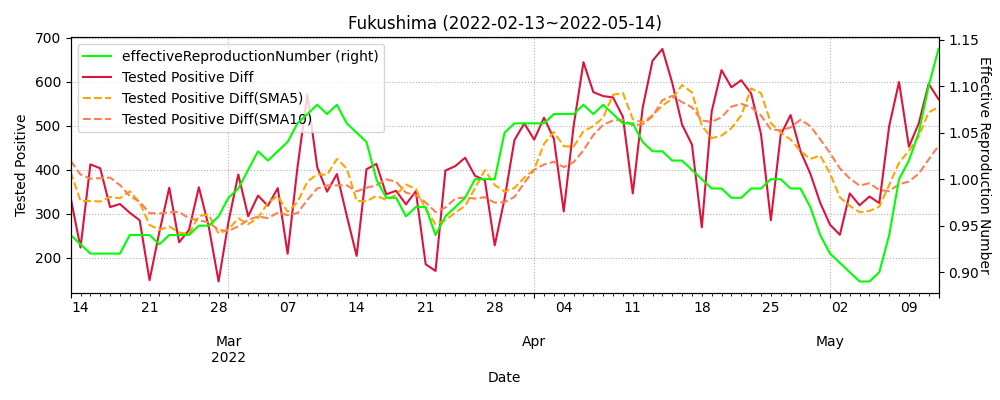 Fukushima (2022-02-13~2022-05-14)
effectiveReproductionNumber (right)
Tested Positive Diff
Tested Positive Diff(SMA5)
Tested Positive Diff(SMA10)
Tested Positive
700
600
500
400
300
200
1.15
1.10
1.05
1.00
0.95
0.90
Effective Reproduction Number
14 21 28 07 14 21 28 04 11 18 25 02 09
Mar Apr May
2022
Date